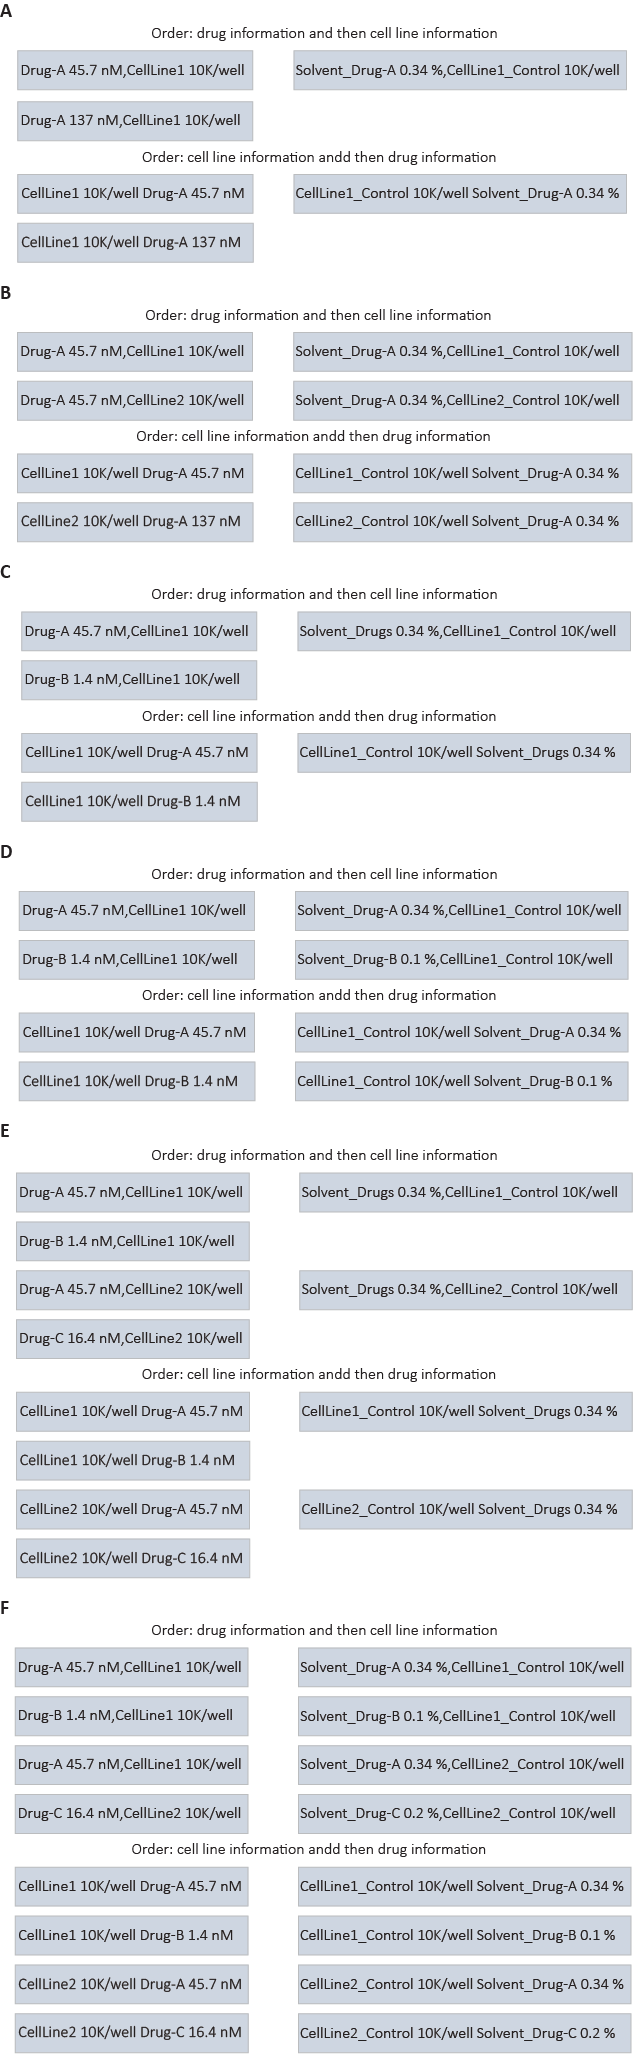 A
Order: drug information and then cell line information
Drug-A 45.7 nM,CellLine1 10K/well
Solvent_Drug-A 0.34 %,CellLine1_Control 10K/well
Drug-A 137 nM,CellLine1 10K/well
Order: cell line information andd then drug information
CellLine1 10K/well Drug-A 45.7 nM
CellLine1_Control 10K/well Solvent_Drug-A 0.34 %
CellLine1 10K/well Drug-A 137 nM
B
Order: drug information and then cell line information
Drug-A 45.7 nM,CellLine1 10K/well
Solvent_Drug-A 0.34 %,CellLine1_Control 10K/well
Drug-A 45.7 nM,CellLine2 10K/well
Solvent_Drug-A 0.34 %,CellLine2_Control 10K/well
Order: cell line information andd then drug information
CellLine1 10K/well Drug-A 45.7 nM
CellLine1_Control 10K/well Solvent_Drug-A 0.34 %
CellLine2 10K/well Drug-A 137 nM
CellLine2_Control 10K/well Solvent_Drug-A 0.34 %
C
Order: drug information and then cell line information
Drug-A 45.7 nM,CellLine1 10K/well
Solvent_Drugs 0.34 %,CellLine1_Control 10K/well
Drug-B 1.4 nM,CellLine1 10K/well
Order: cell line information andd then drug information
CellLine1 10K/well Drug-A 45.7 nM
CellLine1_Control 10K/well Solvent_Drugs 0.34 %
CellLine1 10K/well Drug-B 1.4 nM
D
Order: drug information and then cell line information
Drug-A 45.7 nM,CellLine1 10K/well
Solvent_Drug-A 0.34 %,CellLine1_Control 10K/well
Drug-B 1.4 nM,CellLine1 10K/well
Solvent_Drug-B 0.1 %,CellLine1_Control 10K/well
Order: cell line information andd then drug information
CellLine1 10K/well Drug-A 45.7 nM
CellLine1_Control 10K/well Solvent_Drug-A 0.34 %
CellLine1 10K/well Drug-B 1.4 nM
CellLine1_Control 10K/well Solvent_Drug-B 0.1 %
E
Order: drug information and then cell line information
Drug-A 45.7 nM,CellLine1 10K/well
Solvent_Drugs 0.34 %,CellLine1_Control 10K/well
Drug-B 1.4 nM,CellLine1 10K/well
Drug-A 45.7 nM,CellLine2 10K/well
Solvent_Drugs 0.34 %,CellLine2_Control 10K/well
Drug-C 16.4 nM,CellLine2 10K/well
Order: cell line information andd then drug information
CellLine1 10K/well Drug-A 45.7 nM
CellLine1_Control 10K/well Solvent_Drugs 0.34 %
CellLine1 10K/well Drug-B 1.4 nM
CellLine2 10K/well Drug-A 45.7 nM
CellLine2_Control 10K/well Solvent_Drugs 0.34 %
CellLine2 10K/well Drug-C 16.4 nM
F
Order: drug information and then cell line information
Drug-A 45.7 nM,CellLine1 10K/well
Solvent_Drug-A 0.34 %,CellLine1_Control 10K/well
Drug-B 1.4 nM,CellLine1 10K/well
Solvent_Drug-B 0.1 %,CellLine1_Control 10K/well
Drug-A 45.7 nM,CellLine1 10K/well
Solvent_Drug-A 0.34 %,CellLine2_Control 10K/well
Drug-C 16.4 nM,CellLine2 10K/well
Solvent_Drug-C 0.2 %,CellLine2_Control 10K/well
Order: cell line information andd then drug information
CellLine1 10K/well Drug-A 45.7 nM
CellLine1_Control 10K/well Solvent_Drug-A 0.34 %
CellLine1 10K/well Drug-B 1.4 nM
CellLine1_Control 10K/well Solvent_Drug-B 0.1 %
CellLine2 10K/well Drug-A 45.7 nM
CellLine2_Control 10K/well Solvent_Drug-A 0.34 %
CellLine2 10K/well Drug-C 16.4 nM
CellLine2_Control 10K/well Solvent_Drug-C 0.2 %